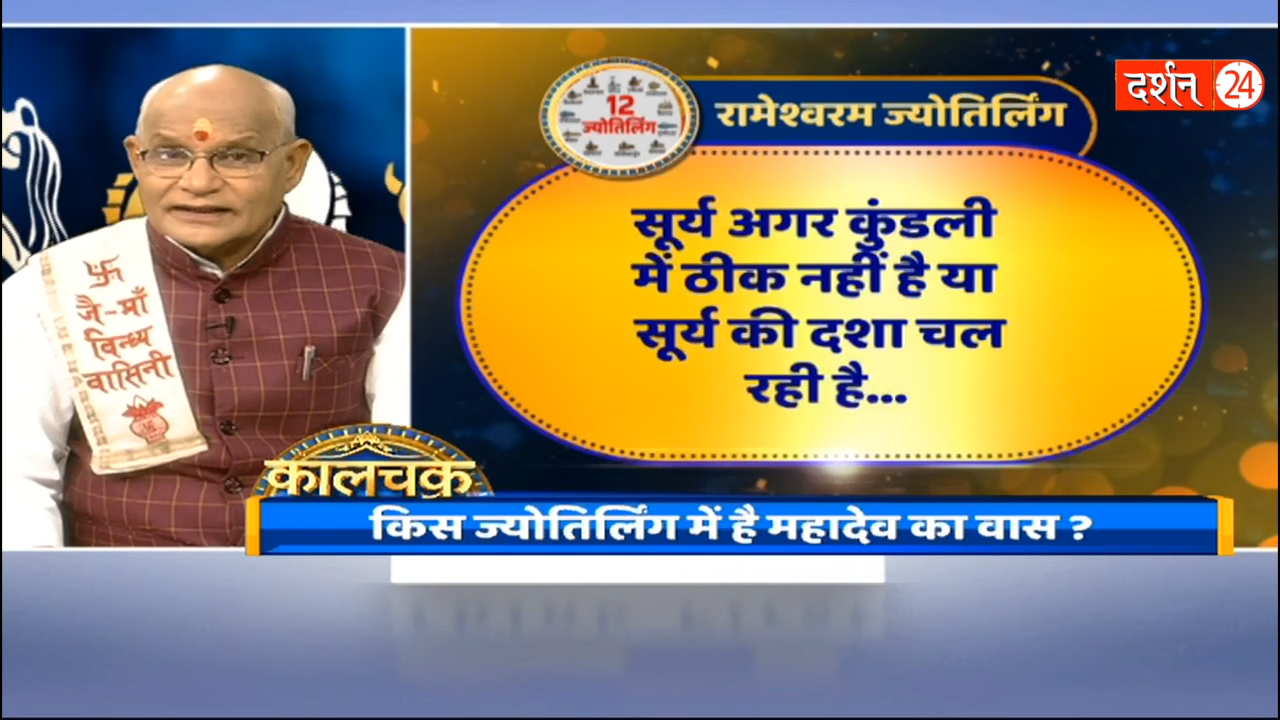 दर्शन 24
12
ज्योतिर्लिंग
रामेश्वरम ज्योतिर्लिंग
सूर्य अगर कुंडली
में ठीक नहीं है या
सूर्य की दशा चल
रही है...
जै-माँ
विन्ध्य
वासिनी
कालचक्र
किस ज्योतिर्लिंग में है महादेव का वास ?